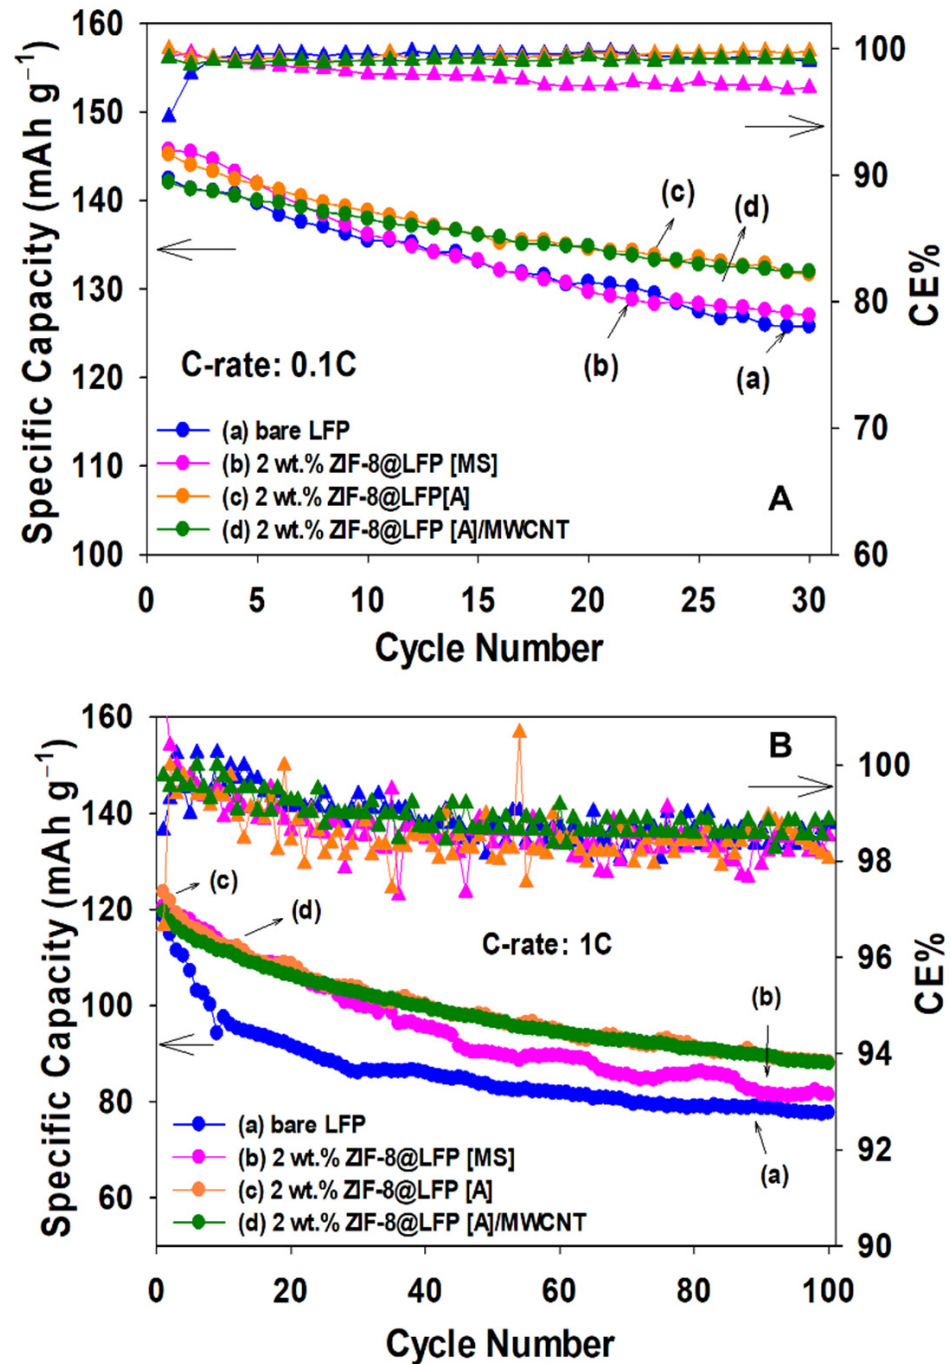 160
150
140
130
120
110
100
Specific Capacity (mAh g⁻¹)
100
90
80
70
60
CE%
(c)
(d)
(b)
(a)
C-rate: 0.1C
(a) bare LFP
(b) 2 wt.% ZIF-8@LFP [MS]
(c) 2 wt.% ZIF-8@LFP[A]
(d) 2 wt.% ZIF-8@LFP [A]/MWCNT
A
0 5 10 15 20 25 30
Cycle Number
160
140
120
100
80
60
Specific Capacity (mAh g⁻¹)
B
100
98
96
94
92
90
CE%
(c)
(d)
C-rate: 1C
(b)
(a)
(a) bare LFP
(b) 2 wt.% ZIF-8@LFP [MS]
(c) 2 wt.% ZIF-8@LFP [A]
(d) 2 wt.% ZIF-8@LFP [A]/MWCNT
0 20 40 60 80 100
Cycle Number